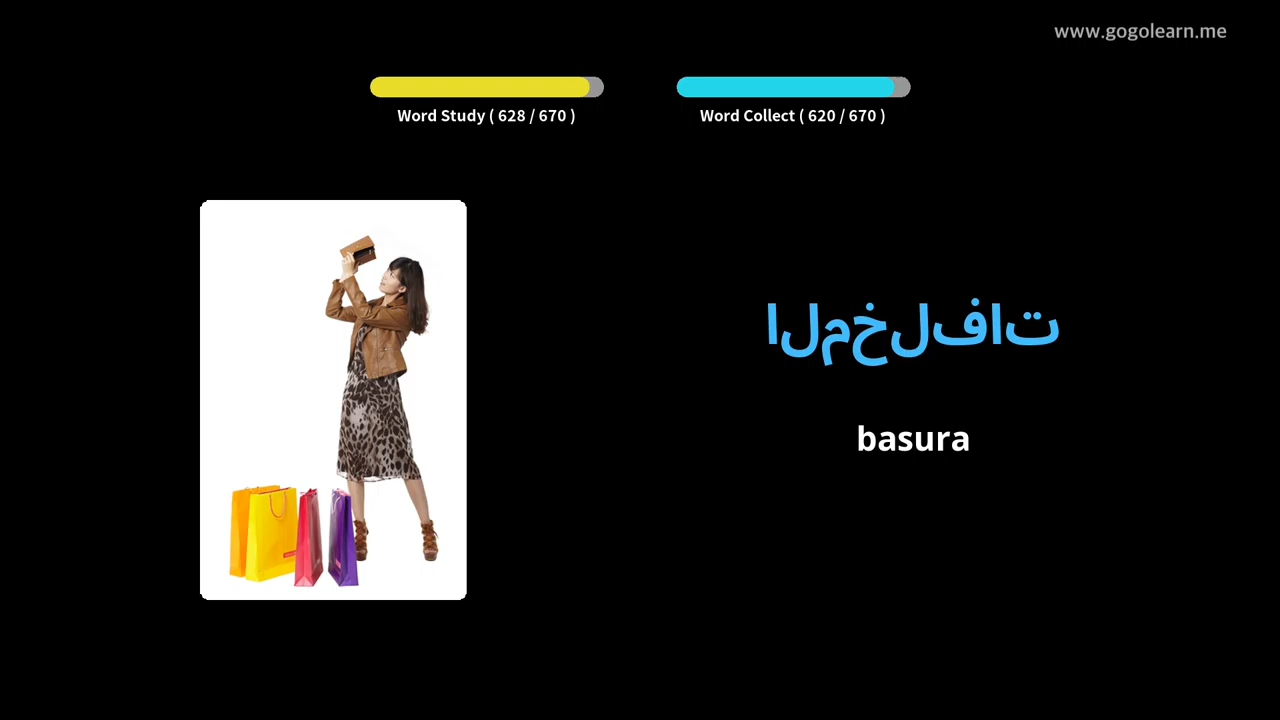 www.gogolearn.me
Word Study ( 628 / 670 )
Word Collect ( 620 / 670 )
المخلفات
basura